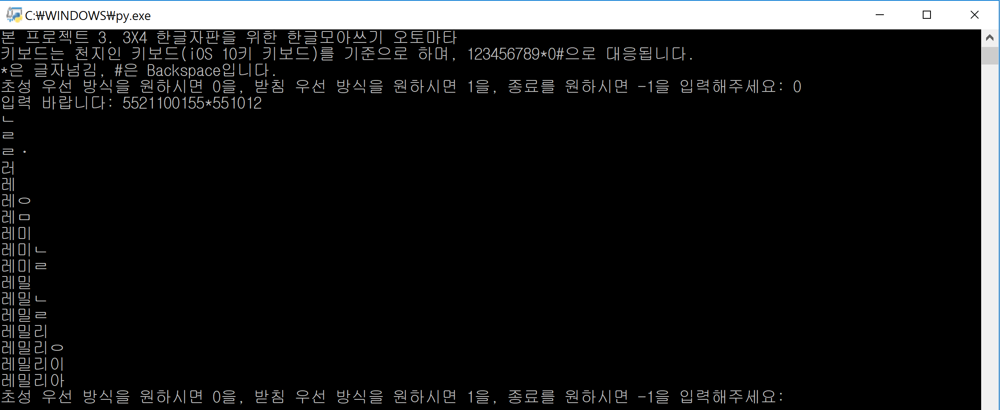 C:₩WINDOWS₩py.exe
본 프로젝트 3. 3X4 한글자판을 위한 한글모아쓰기 오토마타
키보드는 천지인 키보드(iOS 10키 키보드)를 기준으로 하며, 123456789*0#으로 대응됩니다.
*은 글자넘김, #은 Backspace입니다.
초성 우선 방식을 원하시면 0을, 받침 우선 방식을 원하시면 1을, 종료를 원하시면 -1을 입력해주세요: 0
입력 바랍니다: 5521100155*551012
ㄴ
ㄹ
ㄹ·
러
레
레ㅇ
레ㅁ
레미
레미ㄴ
레미ㄹ
레밀
레밀ㄴ
레밀ㄹ
레밀리
레밀리ㅇ
레밀리이
레밀리아
초성 우선 방식을 원하시면 0을, 받침 우선 방식을 원하시면 1을, 종료를 원하시면 -1을 입력해주세요: